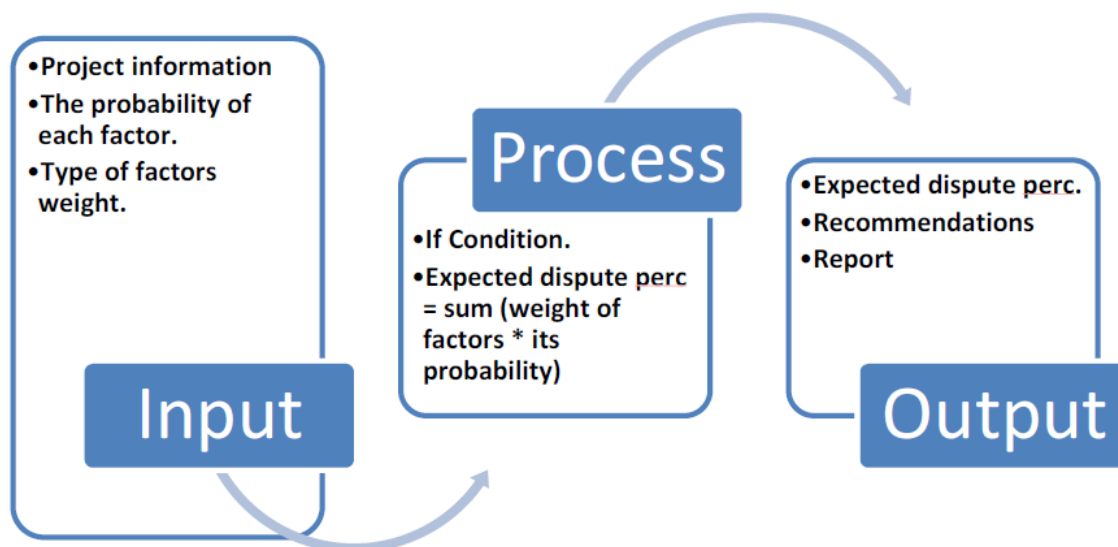 •Project information
•The probability of
each factor.
•Type of factors
weight.
Input
Process
•If Condition.
•Expected dispute perc
= sum (weight of
factors * its
probability)
•Expected dispute perc.
•Recommendations
•Report
Output